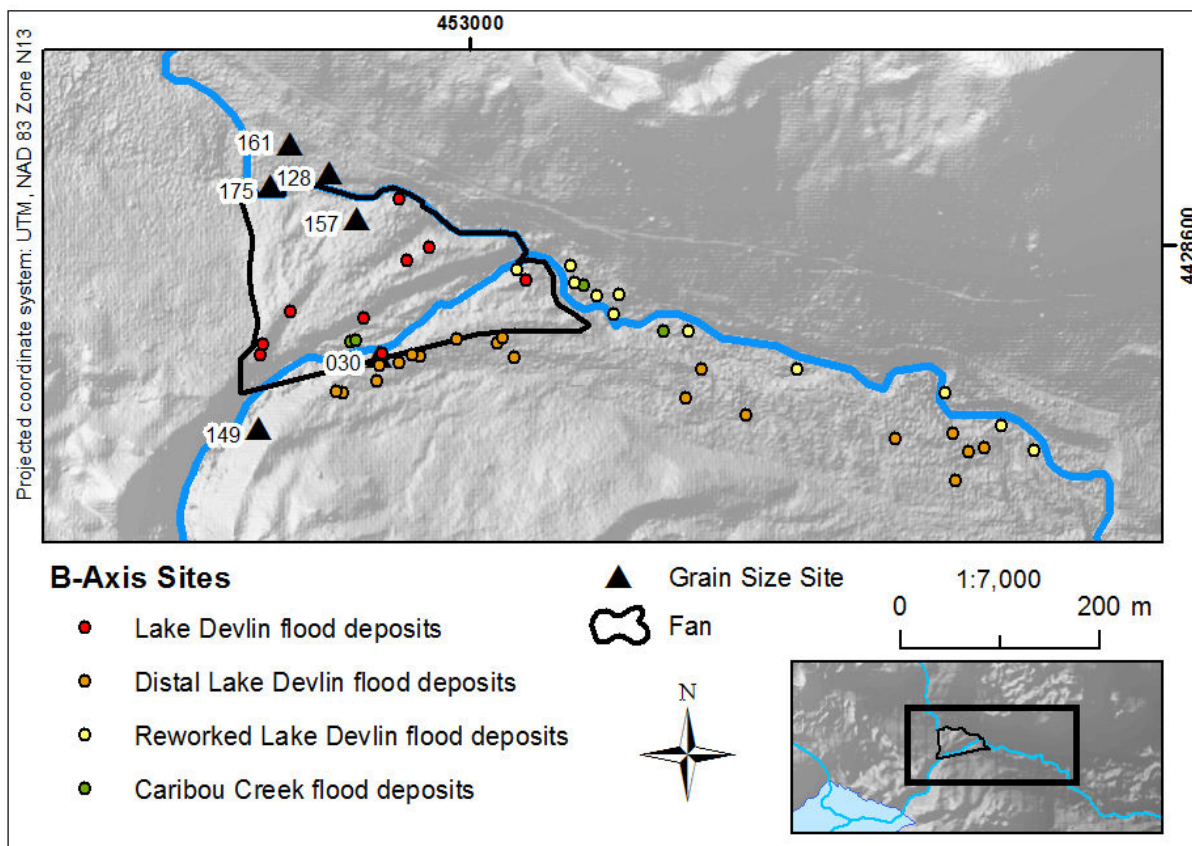 453000
Projected coordinate system: UTM, NAD 83 Zone N13
4428600
161
128
175
157
030
149
B-Axis Sites
Lake Devlin flood deposits
Distal Lake Devlin flood deposits
Reworked Lake Devlin flood deposits
Caribou Creek flood deposits
Grain Size Site
Fan
N
1:7,000
0 200 m